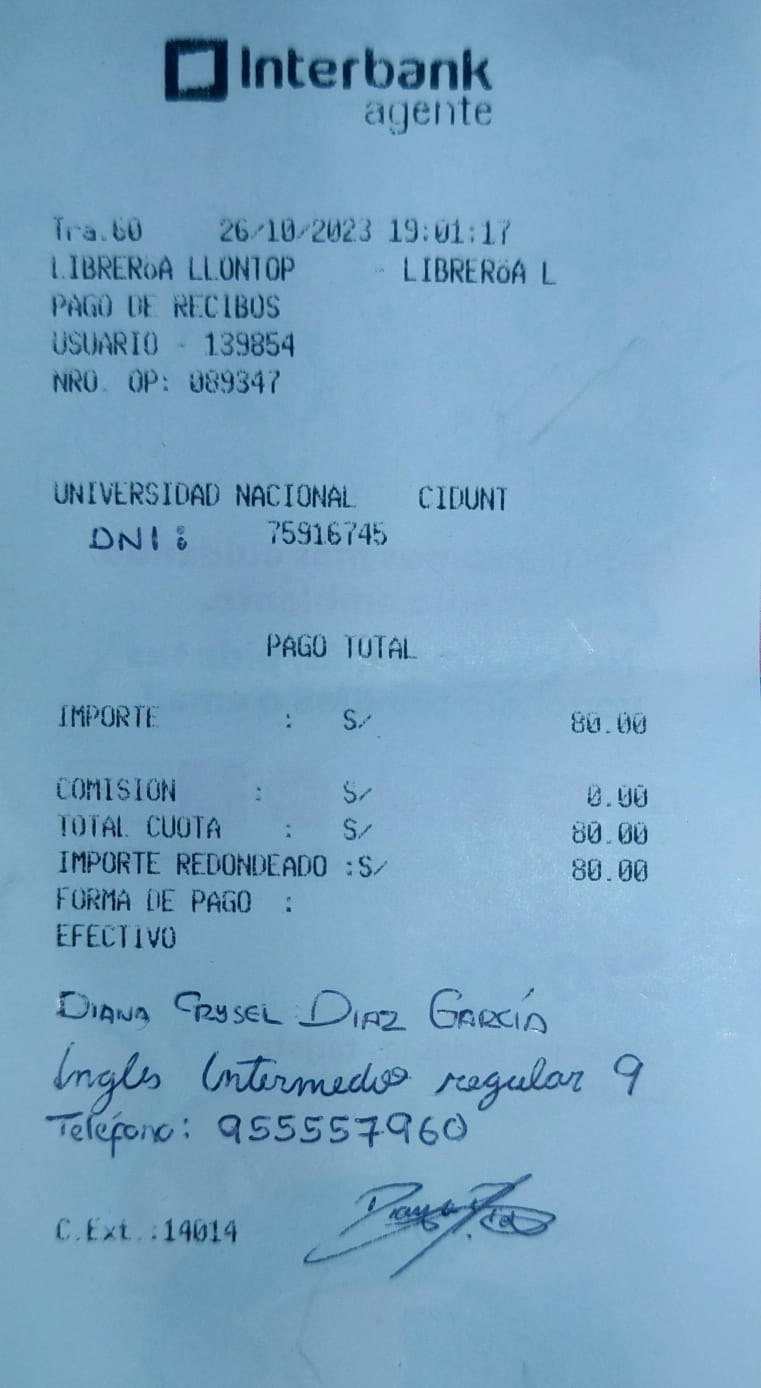 Interbank
agente
Tra.60 26/10/2023 19:01:17
LIBRERöA LLONTOP - LIBRERöA L
PAGO DE RECIBOS
USUARIO - 139854
NRO. OP: 089347
UNIVERSIDAD NACIONAL CIDUNT
DNI: 75916745
PAGO TOTAL
IMPORTE : S/ 80.00
COMISION : S/ 0.00
TOTAL CUOTA : S/ 80.00
IMPORTE REDONDEADO :S/ 80.00
FORMA DE PAGO :
EFECTIVO
DIANA CRYSEL DIAZ GARCÍA
Ingles Intermedio regular 9
Teléfono: 955557960
C.Ext.:14014